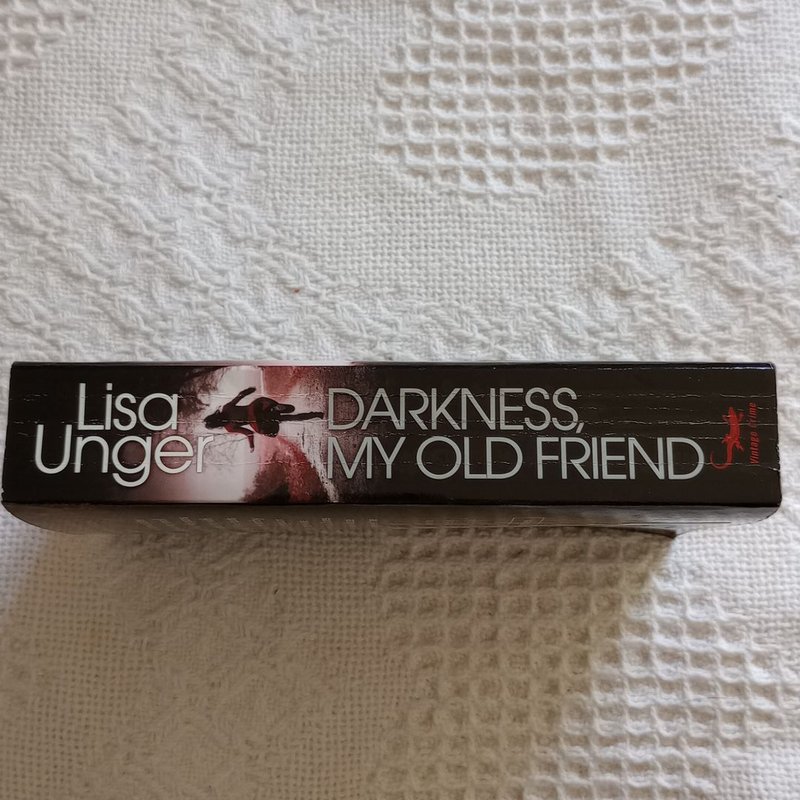 Lisa
Unger
DARKNESS,
MY OLD FRIEND
Vintage Crime